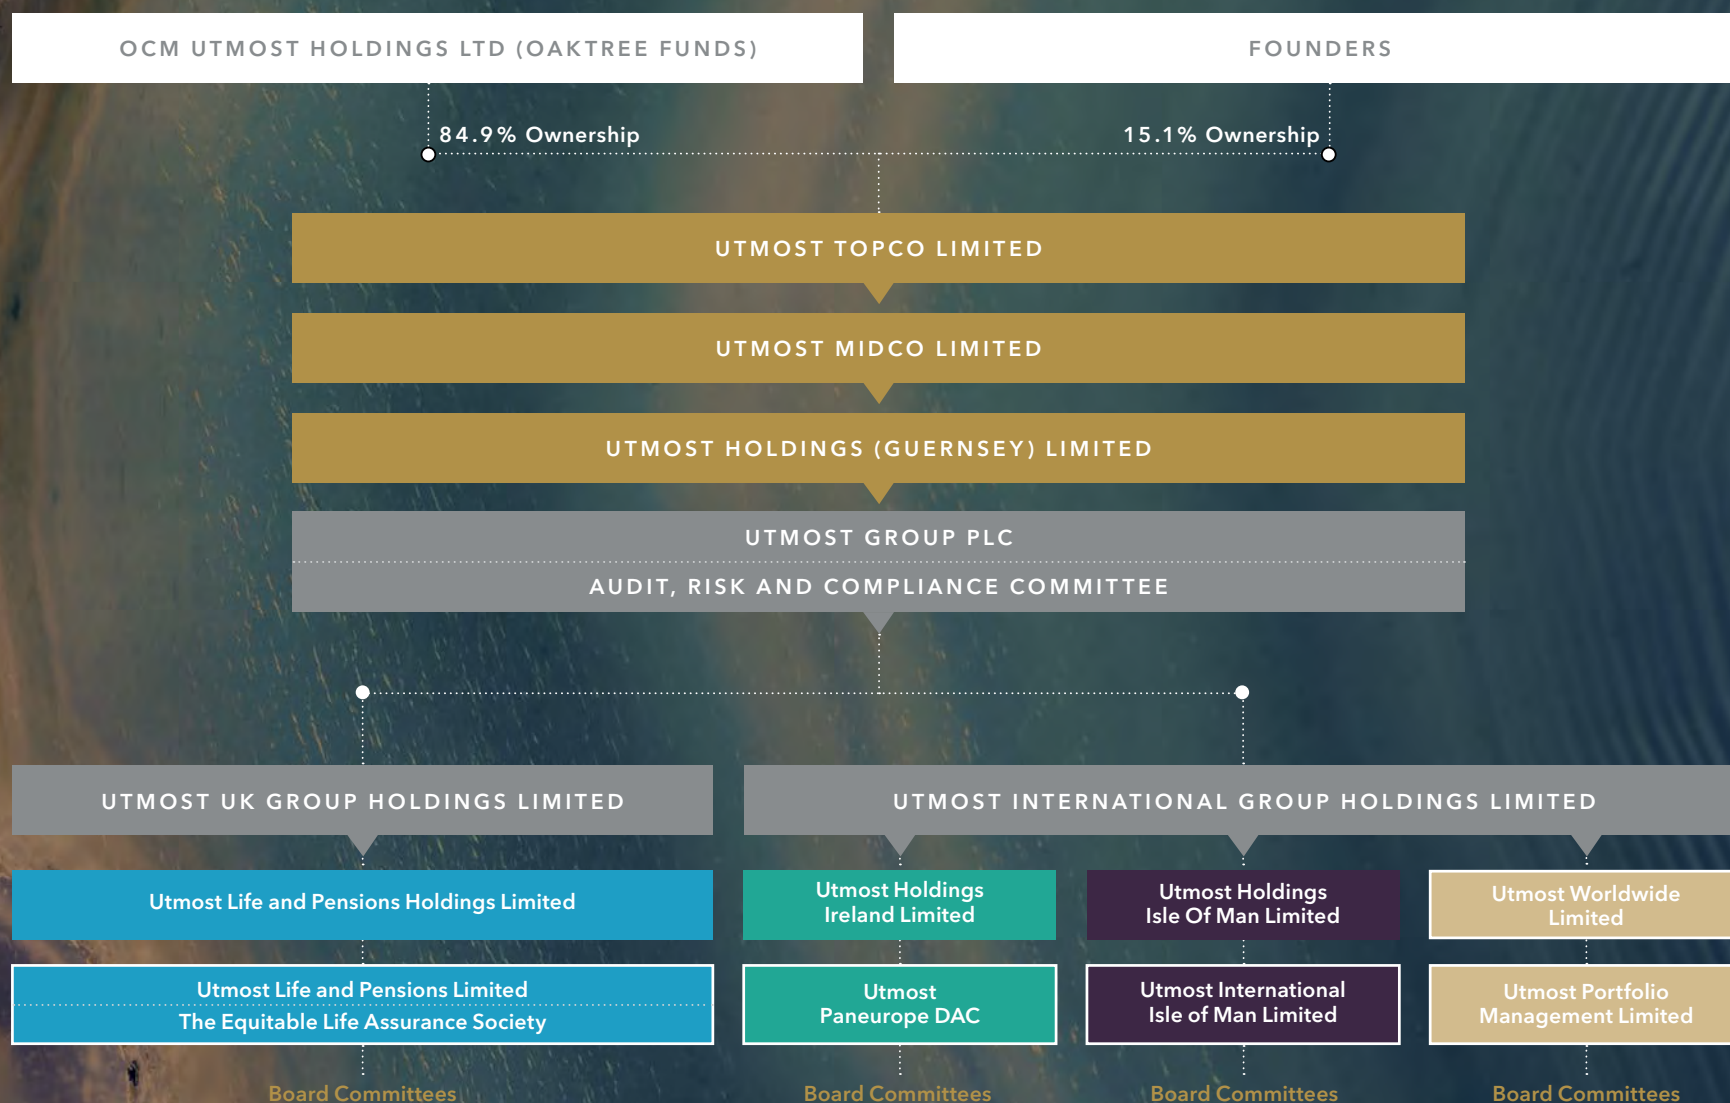 OCM UTMOST HOLDINGS LTD (OAKTREE FUNDS)
FOUNDERS
84.9% Ownership
15.1% Ownership
UTMOST TOPCO LIMITED
UTMOST MIDCO LIMITED
UTMOST HOLDINGS (GUERNSEY) LIMITED
UTMOST GROUP PLC
AUDIT, RISK AND COMPLIANCE COMMITTEE
UTMOST UK GROUP HOLDINGS LIMITED
UTMOST INTERNATIONAL GROUP HOLDINGS LIMITED
Utmost Life and Pensions Holdings Limited
Utmost Holdings
Ireland Limited
Utmost Holdings
Isle Of Man Limited
Utmost Worldwide
Limited
Utmost Life and Pensions Limited
The Equitable Life Assurance Society
Utmost
Paneurope DAC
Utmost International
Isle of Man Limited
Utmost Portfolio
Management Limited
Board Committees
Board Committees
Board Committees
Board Committees